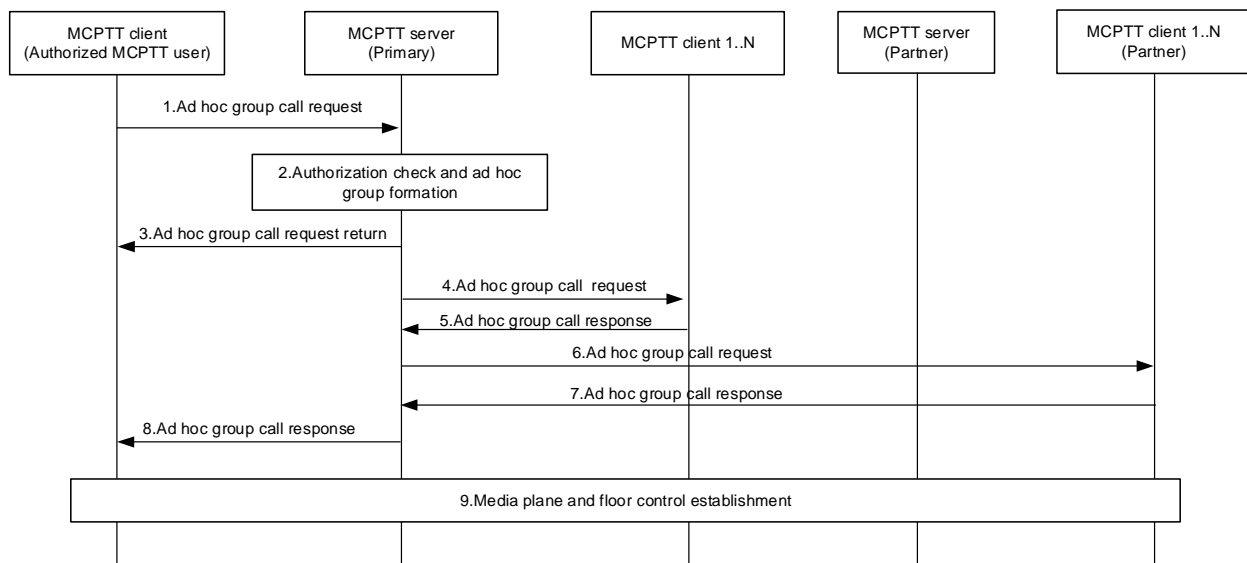 MCPTT client
(Authorized MCPTT user)
MCPTT server
(Primary)
MCPTT client 1..N
MCPTT server
(Partner)
MCPTT client 1..N
(Partner)
1.Ad hoc group call request
2.Authorization check and ad hoc
group formation
3.Ad hoc group call request return
4.Ad hoc group call  request
5.Ad hoc group call response
6.Ad hoc group call request
7.Ad hoc group call response
8.Ad hoc group call response
9.Media plane and floor control establishment